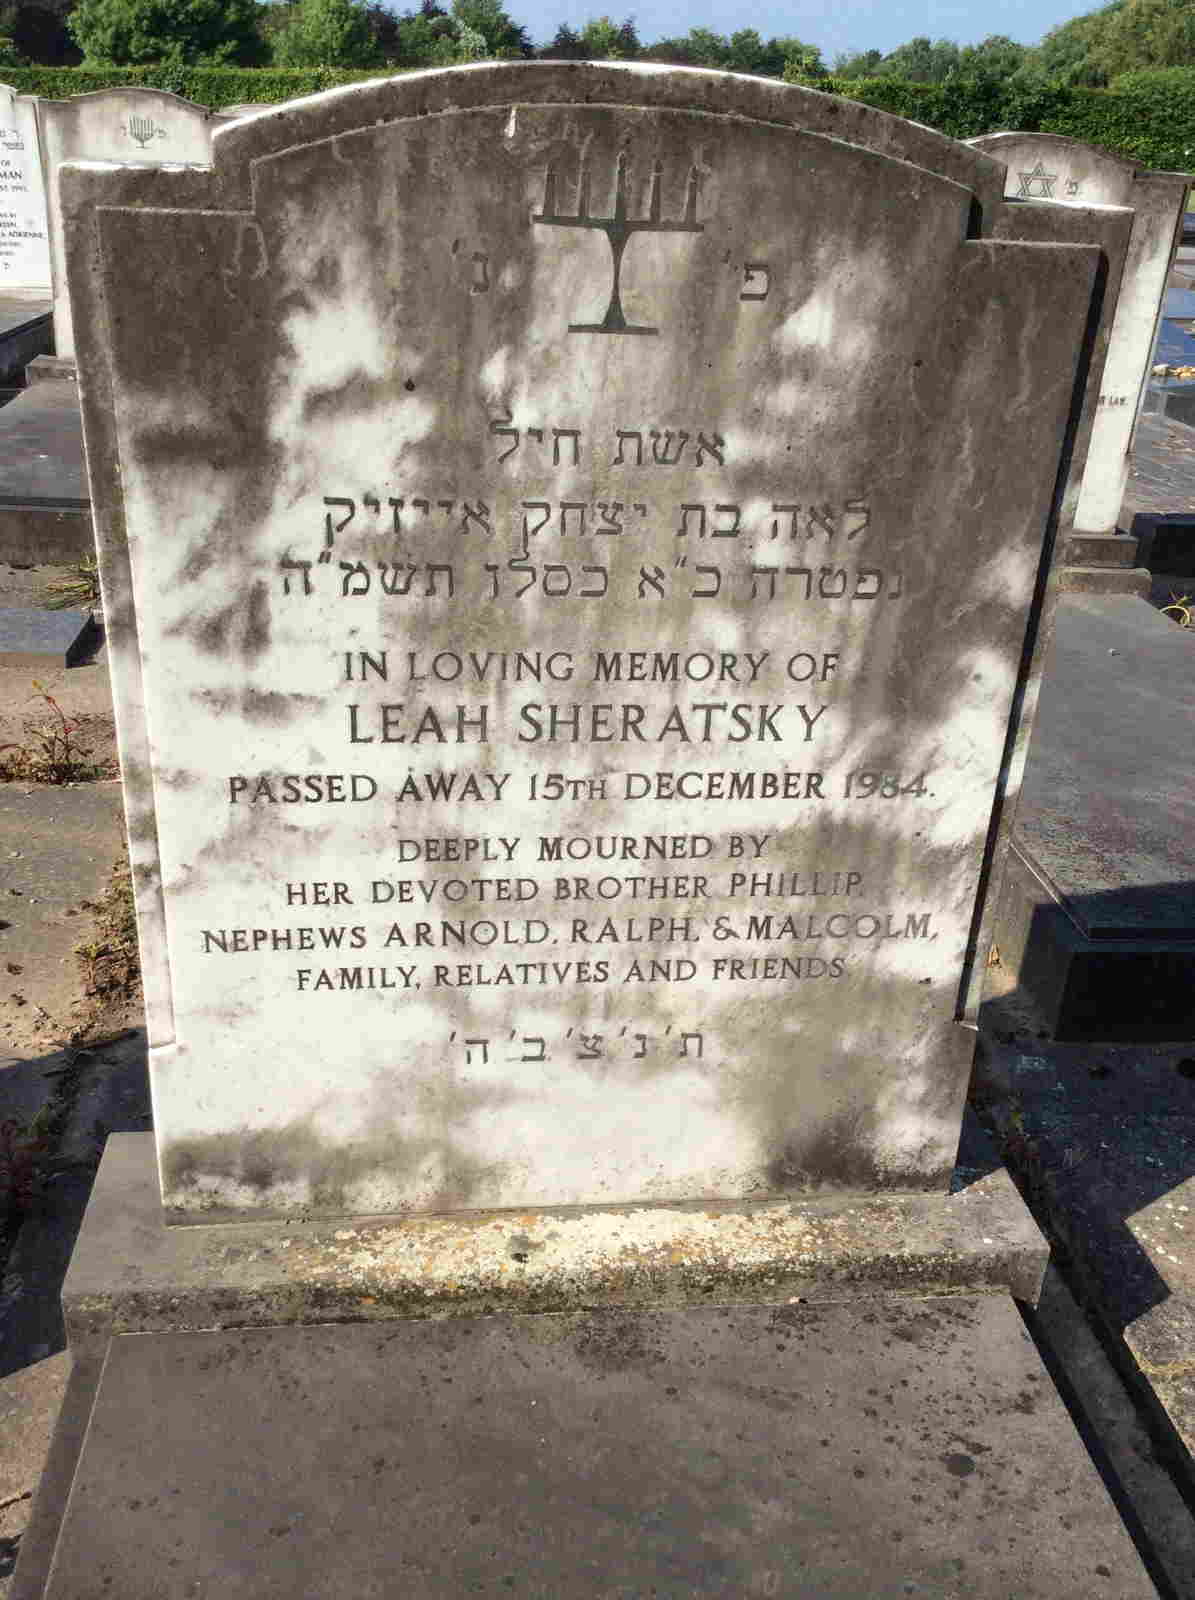 פ' נ'
אשת חיל
לאה בת יצחק אייזיק
נפטרה כ"א כסלו תשמ"ה
IN LOVING MEMORY OF
LEAH SHERATSKY
PASSED AWAY 15TH DECEMBER 1984.
DEEPLY MOURNED BY
HER DEVOTED BROTHER PHILLIP,
NEPHEWS ARNOLD, RALPH, & MALCOLM,
FAMILY, RELATIVES AND FRIENDS
ת' נ' צ' ב' ה'